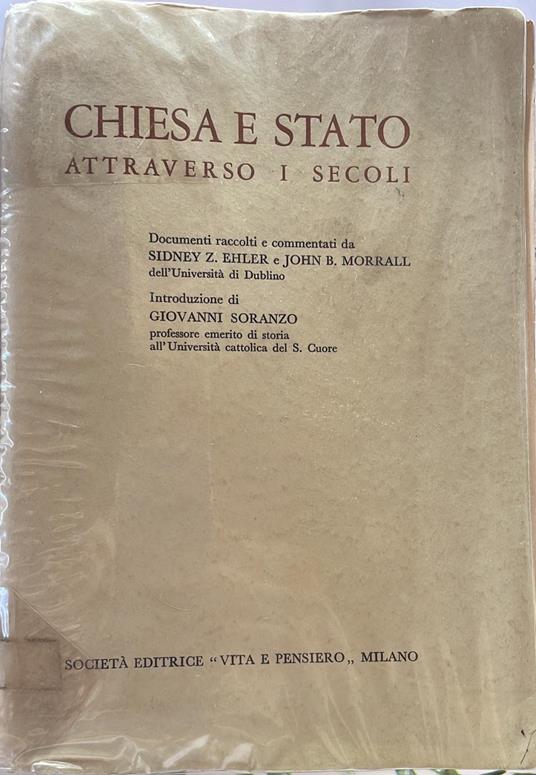 CHIESA E STATO
ATTRAVERSO I SECOLI
Documenti raccolti e commentati da
SIDNEY Z. EHLER e JOHN B. MORRALL
dell'Università di Dublino
Introduzione di
GIOVANNI SORANZO
professore emerito di storia
all'Università cattolica del S. Cuore
SOCIETÀ EDITRICE “VITA E PENSIERO„ MILANO